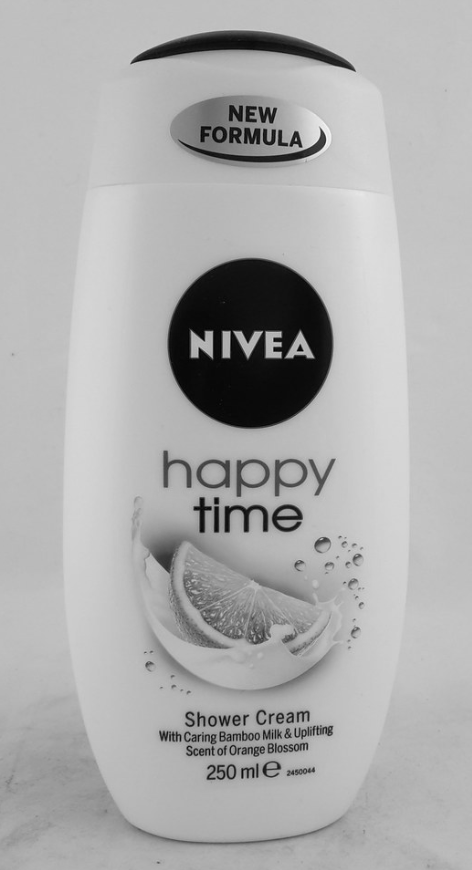 NEW
FORMULA
NIVEA
happy
time
Shower Cream
With Caring Bamboo Milk & Uplifting
Scent of Orange Blossom
250 ml e 2450044